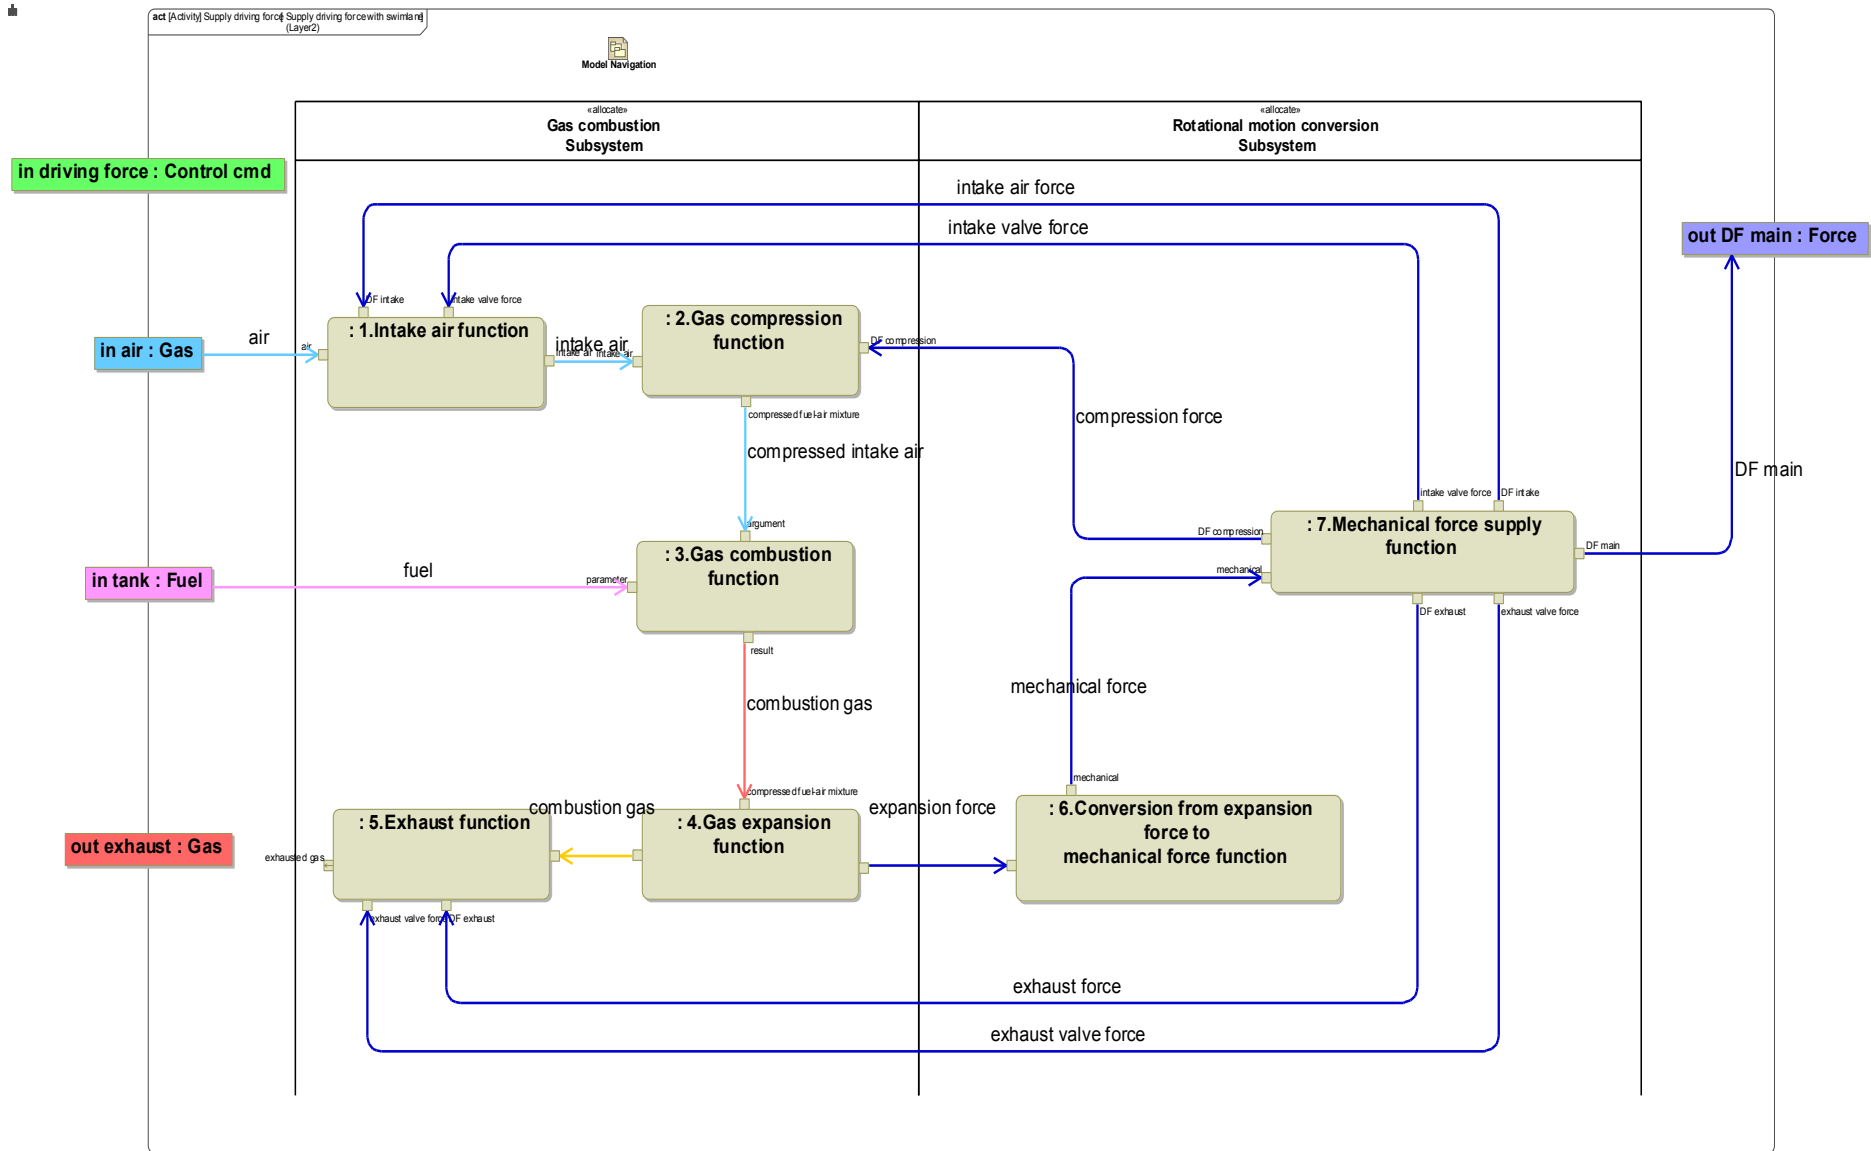 act [Activity] Supply driving force[ Supply driving force with swimlane]
(Layer2)
Model Navigation
«allocate»
Gas combustion
Subsystem
«allocate»
Rotational motion conversion
Subsystem
in driving force : Control cmd
intake air force
intake valve force
out DF main : Force
DF intake
intake valve force
: 1.Intake air function
: 2.Gas compression
function
in air : Gas
air
air
intake air
intake air
intake air
DF compression
compressed fuel-air mixture
compression force
compressed intake air
DF main
intake valve force
DF intake
argument
: 7.Mechanical force supply
function
DF compression
DF main
: 3.Gas combustion
function
in tank : Fuel
fuel
parameter
mechanical
DF exhaust
exhaust valve force
result
mechanical force
combustion gas
mechanical
compressed fuel-air mixture
combustion gas
expansion force
: 5.Exhaust function
: 4.Gas expansion
function
: 6.Conversion from expansion
force to
mechanical force function
out exhaust : Gas
exhausted gas
exhaust valve force
DF exhaust
exhaust force
exhaust valve force